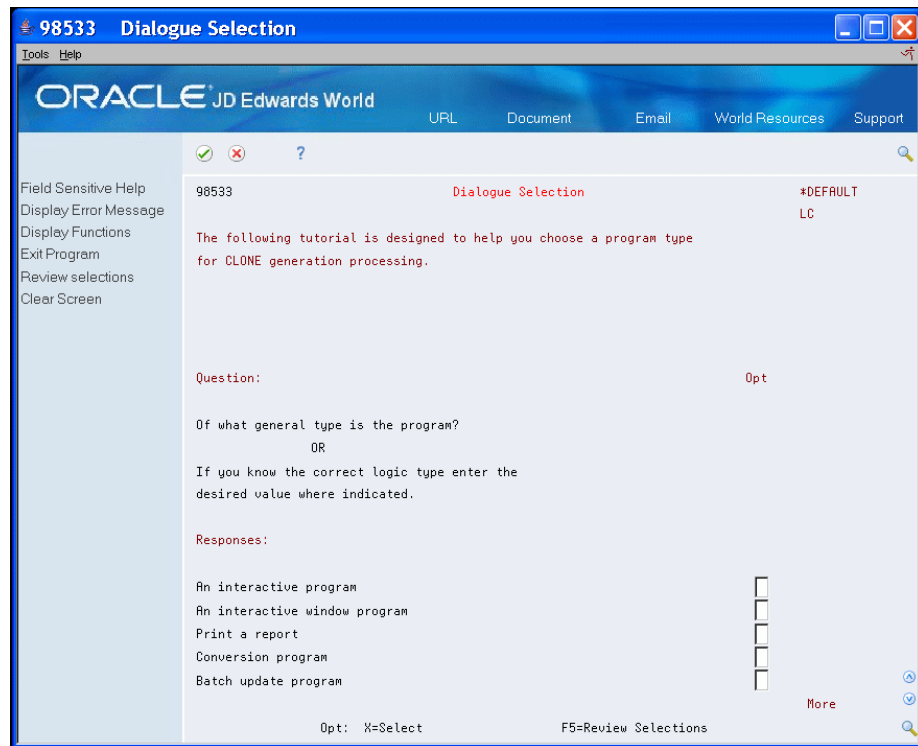 98533 Dialogue Selection
Tools Help
ORACLE JD Edwards World
URL Document Email World Resources Support
?
Field Sensitive Help
Display Error Message
Display Functions
Exit Program
Review selections
Clear Screen
98533 Dialogue Selection *DEFAULT
LC
The following tutorial is designed to help you choose a program type
for CLONE generation processing.
Question: Opt
Of what general type is the program?
OR
If you know the correct logic type enter the
desired value where indicated.
Responses:
An interactive program
An interactive window program
Print a report
Conversion program
Batch update program
More
Opt: X=Select F5=Review Selections